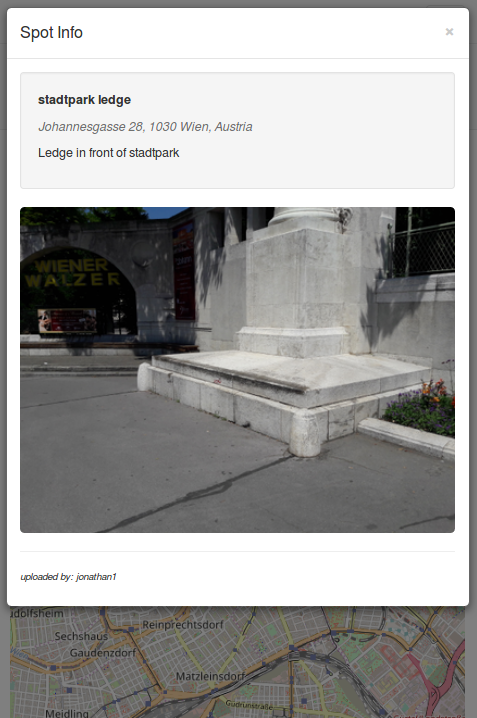 Spot Info
×
stadtpark ledge
Johannesgasse 28, 1030 Wien, Austria
Ledge in front of stadtpark
WIENER
WALZER
uploaded by: jonathan1
Reinprechtsdorf
Sechshaus
Gaudenzdorf
Matzleinsdorf
Gudrunstraße
Meidling